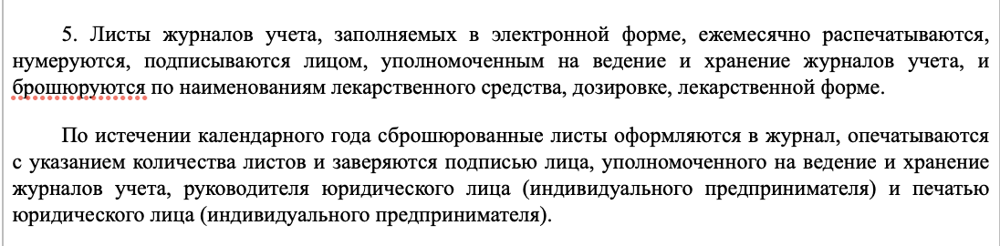 5. Листы журналов учета, заполняемых в электронной форме, ежемесячно распечатываются,
нумеруются, подписываются лицом, уполномоченным на ведение и хранение журналов учета, и
брошюруются по наименованиям лекарственного средства, дозировке, лекарственной форме.
По истечении календарного года сброшюрованные листы оформляются в журнал, опечатываются
с указанием количества листов и заверяются подписью лица, уполномоченного на ведение и хранение
журналов учета, руководителя юридического лица (индивидуального предпринимателя) и печатью
юридического лица (индивидуального предпринимателя).